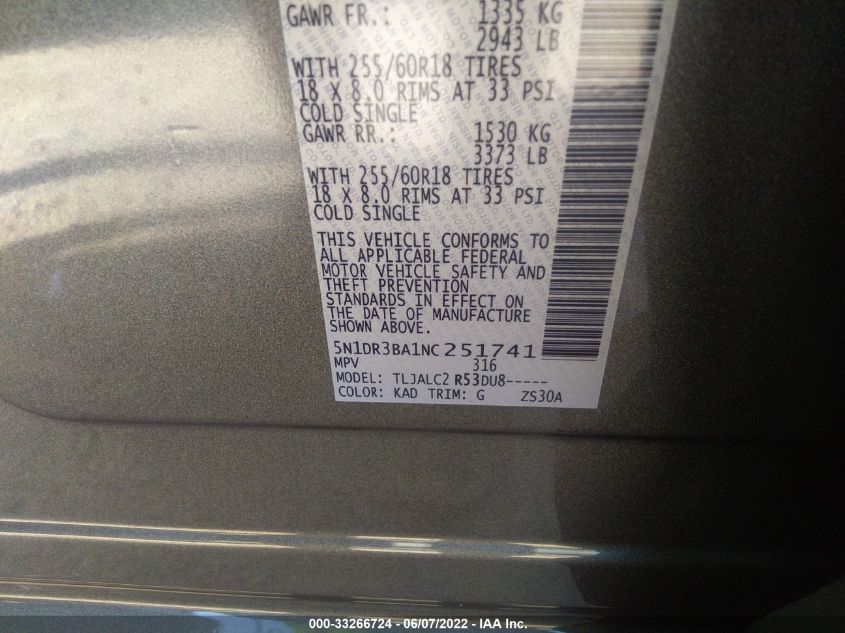 GAWR FR.: 1335 KG
2943 LB
WITH 255/60R18 TIRES
18 X 8.0 RIMS AT 33 PSI
COLD SINGLE
GAWR RR.: 1530 KG
3373 LB
WITH 255/60R18 TIRES
18 X 8.0 RIMS AT 33 PSI
COLD SINGLE
THIS VEHICLE CONFORMS TO
ALL APPLICABLE FEDERAL
MOTOR VEHICLE SAFETY AND
THEFT PREVENTION
STANDARDS IN EFFECT ON
THE DATE OF MANUFACTURE
SHOWN ABOVE.
5N1DR3BA1NC251741
MPV 316
MODEL: TLJALC2 R53DU8-----
COLOR: KAD TRIM: G ZS30A
000-33266724 - 06/07/2022 - IAA Inc.